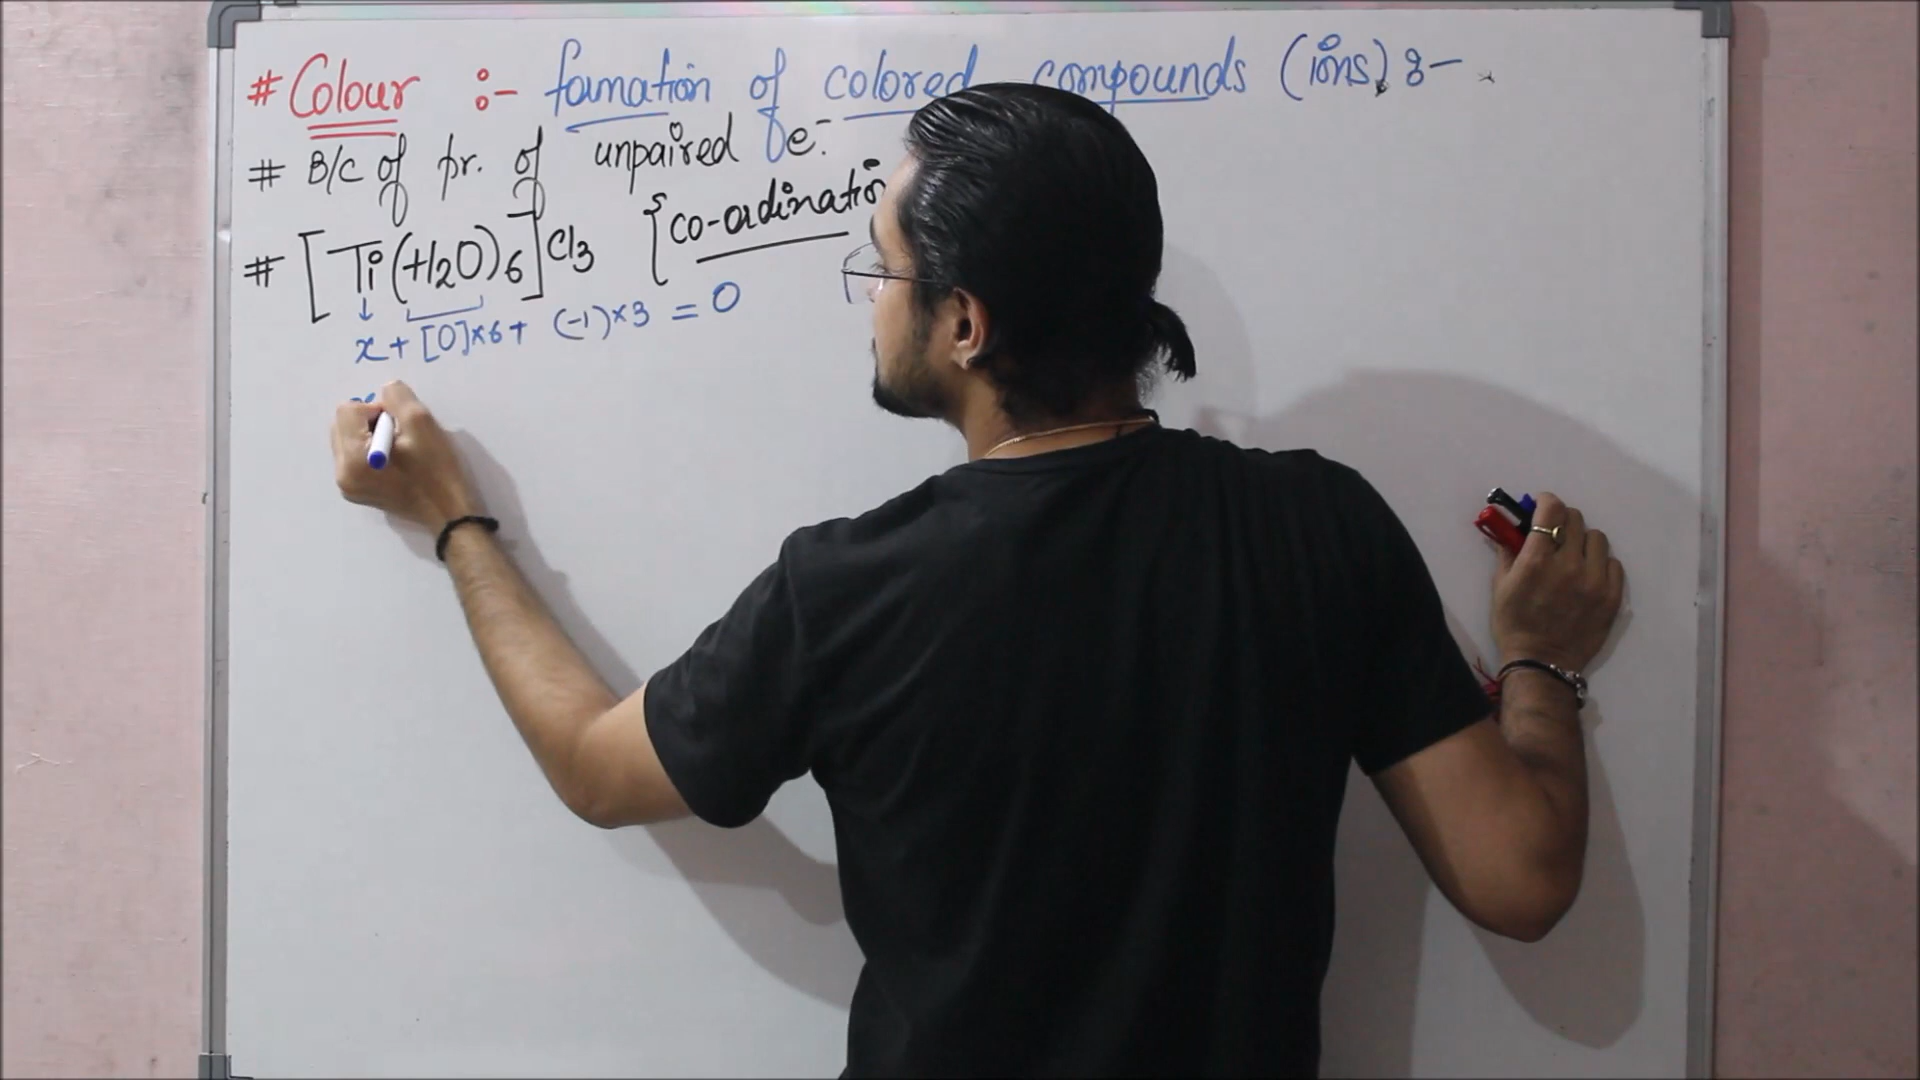 # Colour :- formation of colored compounds (ions) :-
# B/C of pr. of unpaired e-
# [Ti(H2O)6]Cl3 {co-ordination
x + [0]×6 + (-1)×3 = 0
x